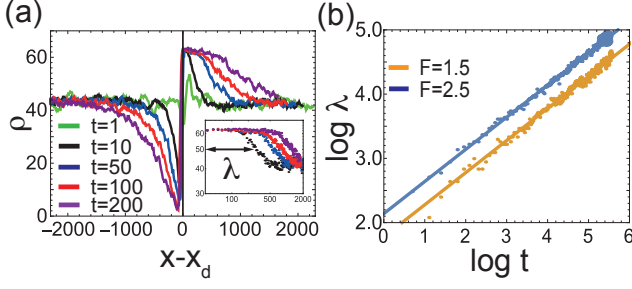 (a)
60
40
20
0
ρ
t=1
t=10
t=50
t=100
t=200
60
50
40
30
λ
100
500
2000
−2000
−1000
0
1000
2000
x-x_d
(b)
5.0
4.0
3.0
2.0
log λ
F=1.5
F=2.5
0
1
2
3
4
5
6
log t